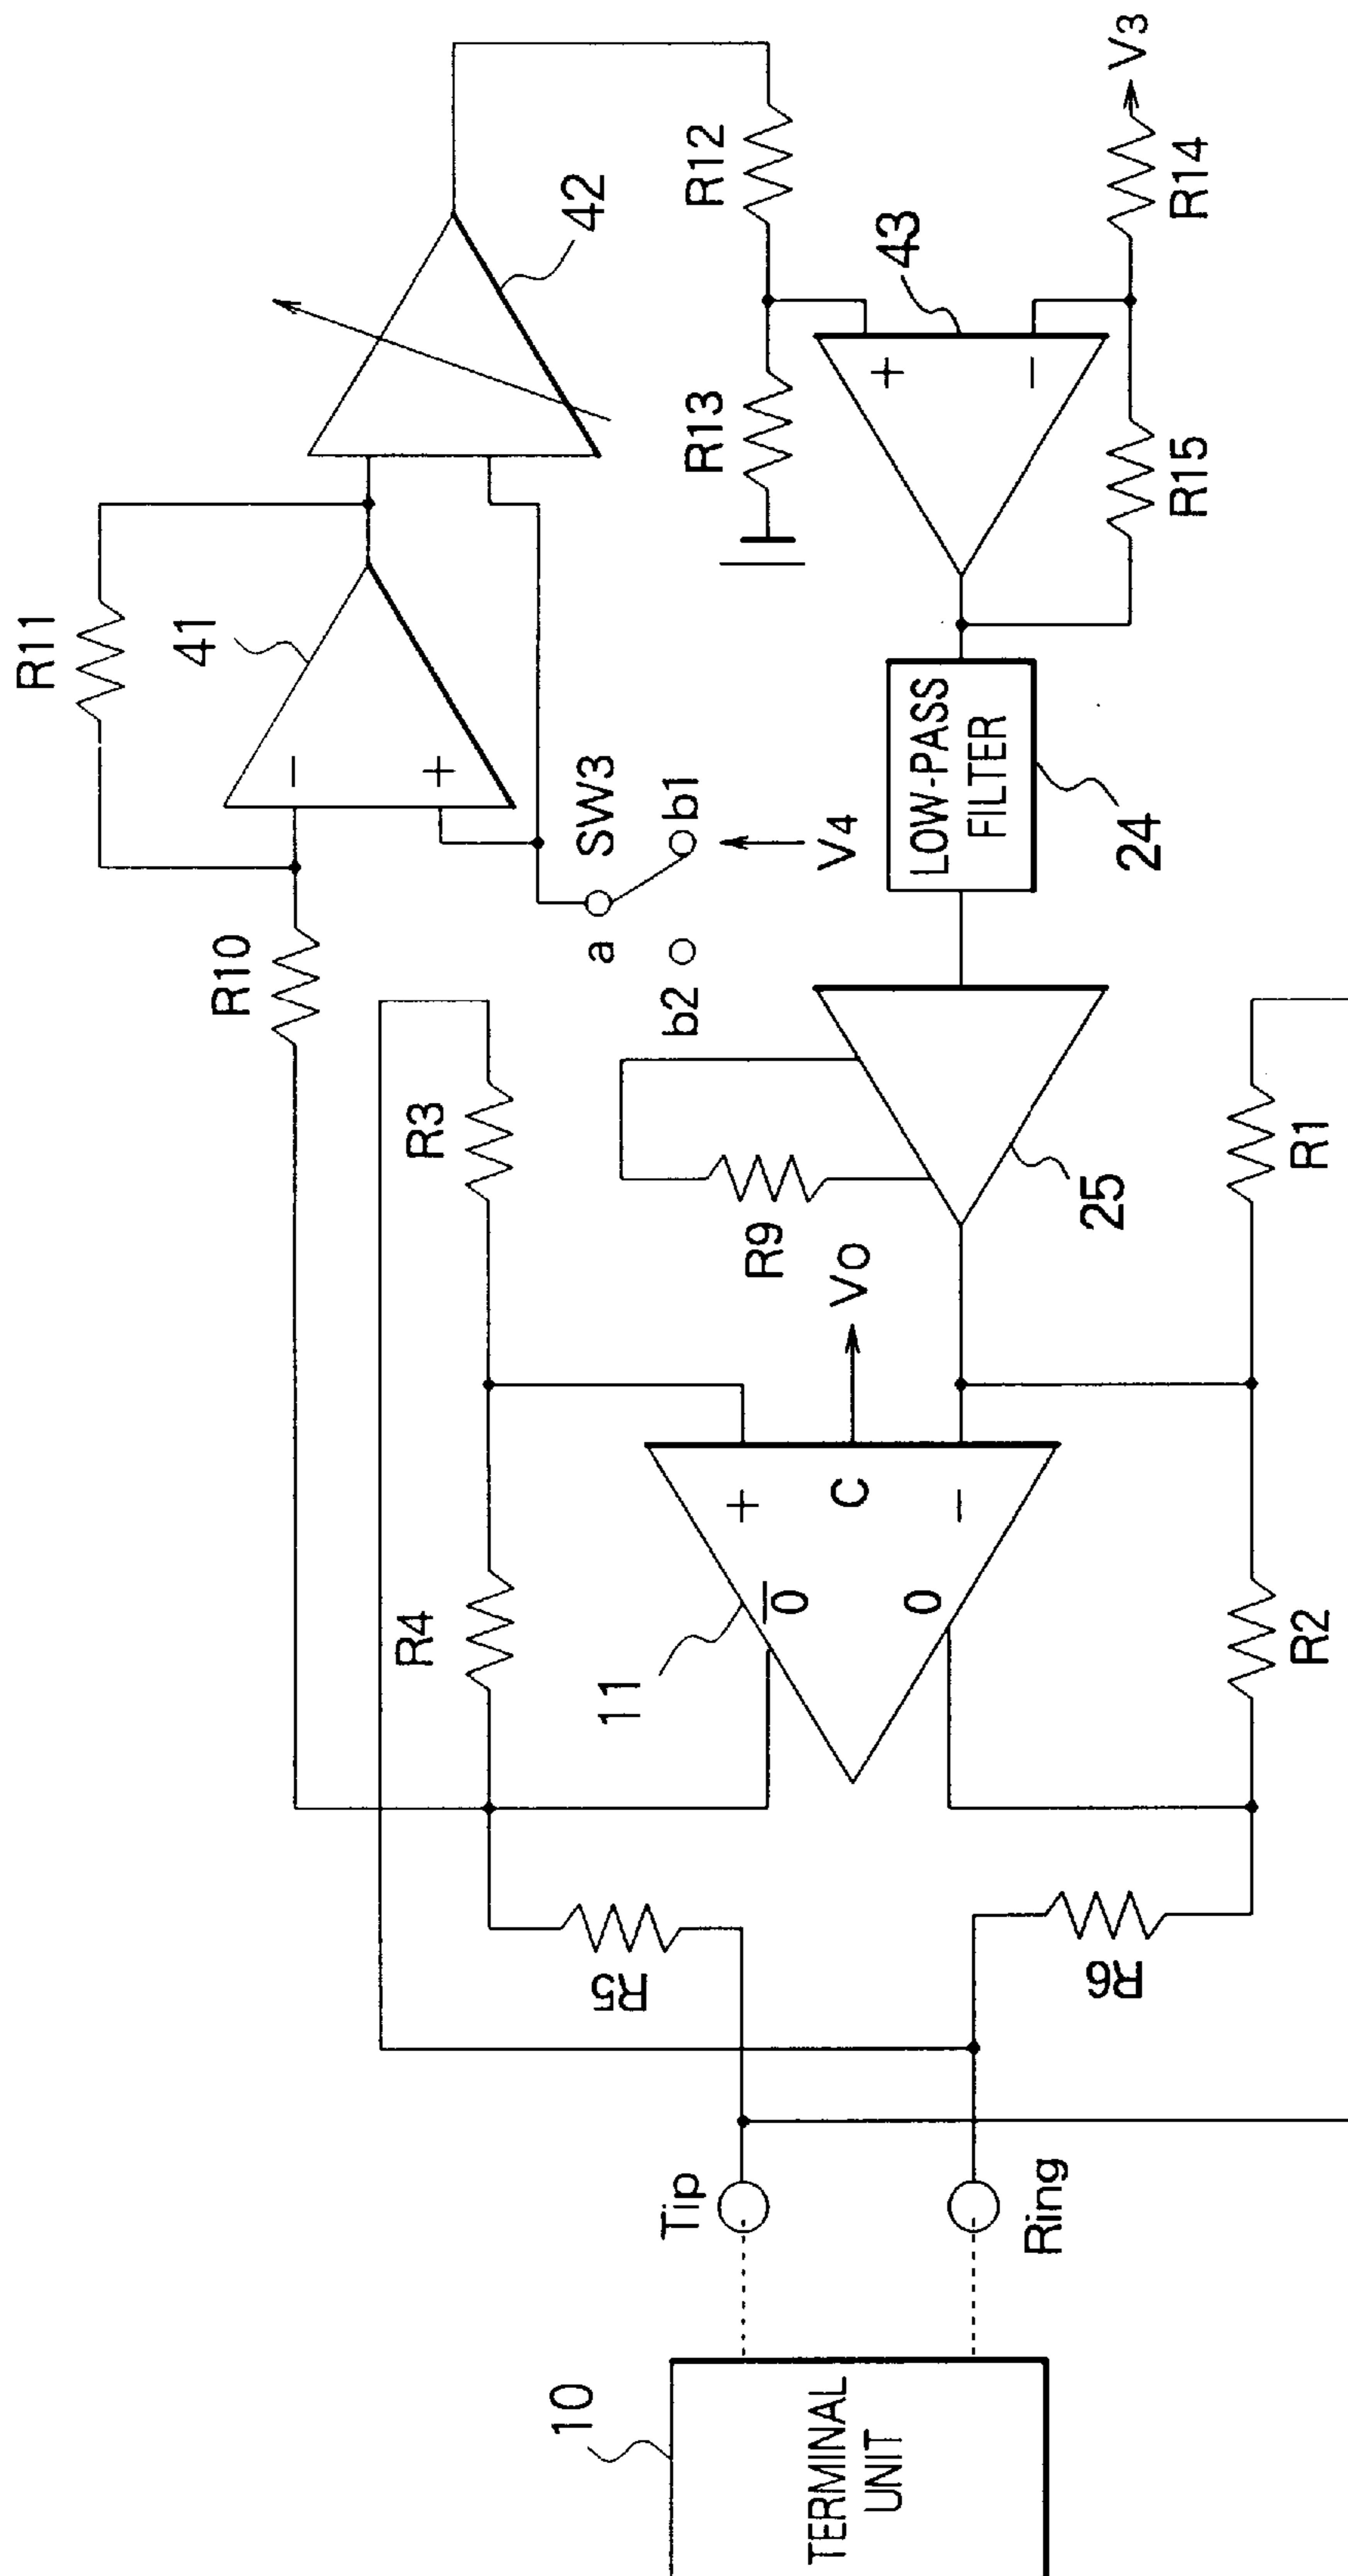 10
TERMINAL
UNIT
Tip
Ring
R5
R6
R4
11
0
0
+
C
−
R2
R3
R9
Vo
25
R1
R10
a
SW3
b2
b1
V4
R11
41
−
+
LOW-PASS
FILTER
24
42
R13
R12
43
+
−
R15
R14
V3